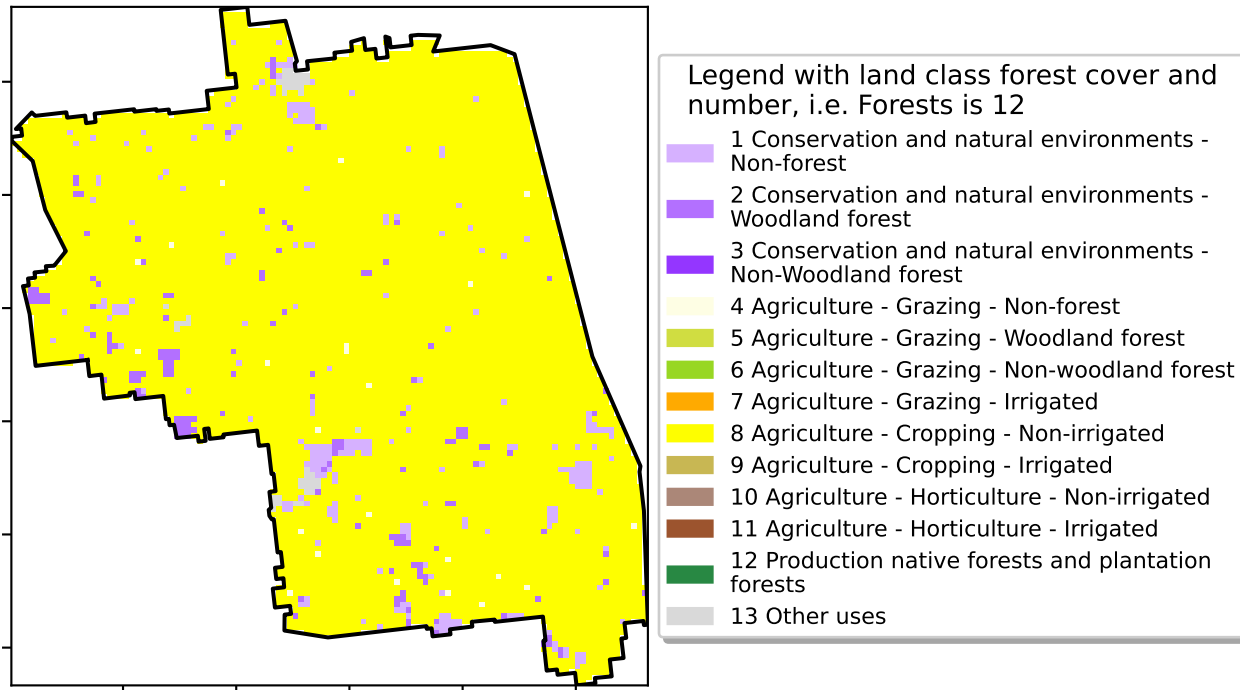 Legend with land class forest cover and
number, i.e. Forests is 12
1 Conservation and natural environments -
Non-forest
2 Conservation and natural environments -
Woodland forest
3 Conservation and natural environments -
Non-Woodland forest
4 Agriculture - Grazing - Non-forest
5 Agriculture - Grazing - Woodland forest
6 Agriculture - Grazing - Non-woodland forest
7 Agriculture - Grazing - Irrigated
8 Agriculture - Cropping - Non-irrigated
9 Agriculture - Cropping - Irrigated
10 Agriculture - Horticulture - Non-irrigated
11 Agriculture - Horticulture - Irrigated
12 Production native forests and plantation
forests
13 Other uses